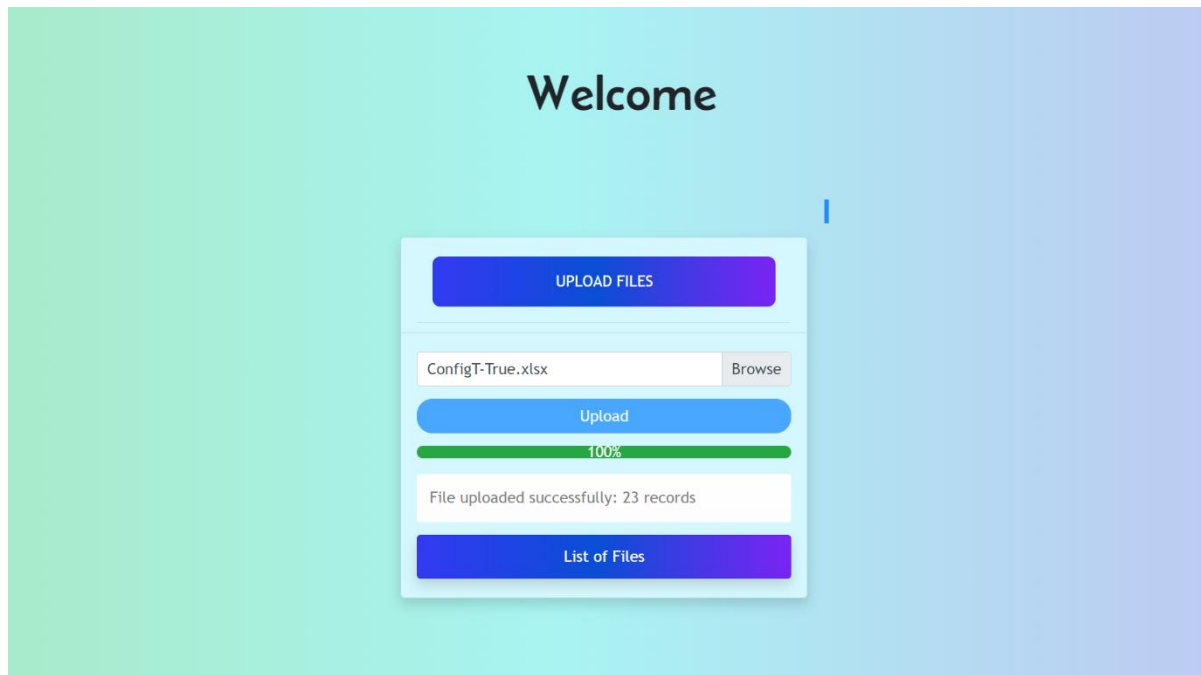 Welcome
UPLOAD FILES
ConfigT-True.xlsx Browse
Upload
100%
File uploaded successfully: 23 records
List of Files